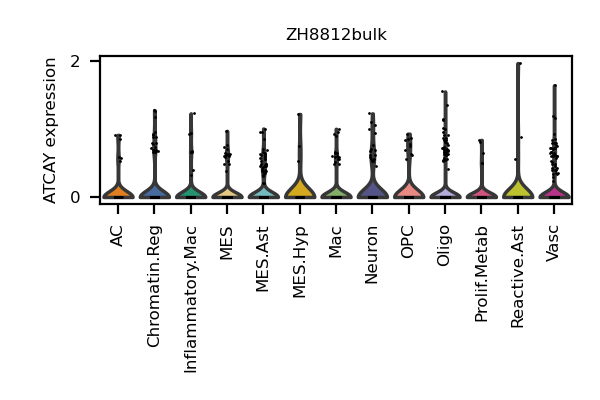 ZH8812bulk
ATCAY expression
2
0
AC
Chromatin.Reg
Inflammatory.Mac
MES
MES.Ast
MES.Hyp
Mac
Neuron
OPC
Oligo
Prolif.Metab
Reactive.Ast
Vasc